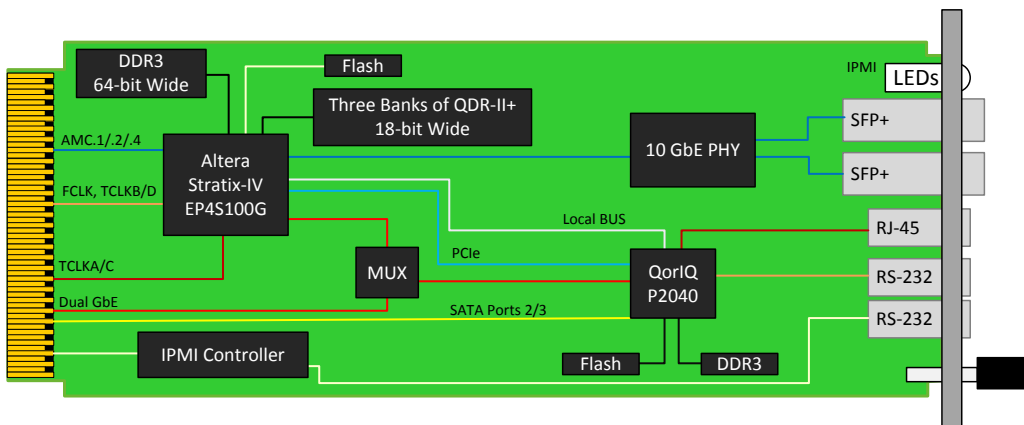 DDR3
64-bit Wide
Flash
IPMI
LEDs
Three Banks of QDR-II+
18-bit Wide
SFP+
AMC.1/.2/.4
Altera
Stratix-IV
EP4S100G
10 GbE PHY
SFP+
FCLK, TCLKB/D
Local BUS
RJ-45
TCLKA/C
MUX
PCIe
QorIQ
P2040
RS-232
Dual GbE
SATA Ports 2/3
RS-232
IPMI Controller
Flash
DDR3